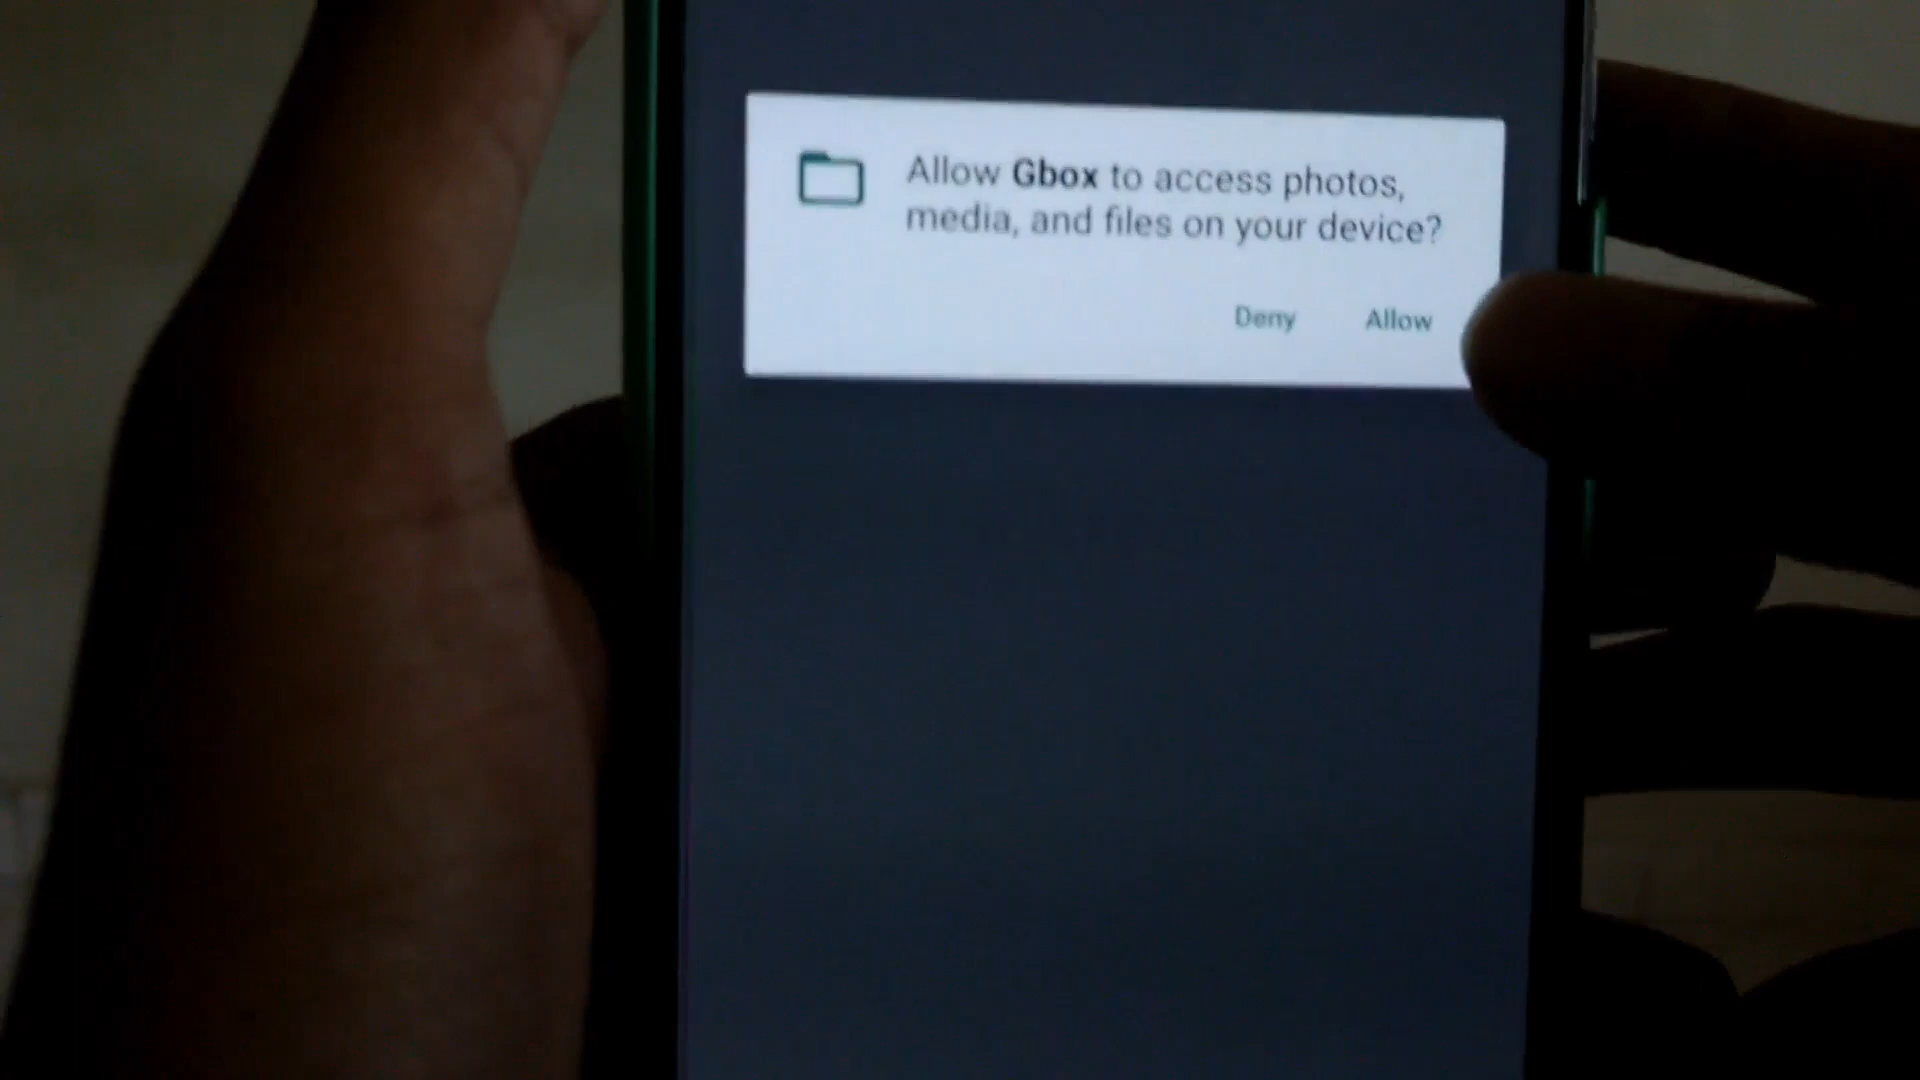 Allow Gbox to access photos,
media, and files on your device?
Deny Allow